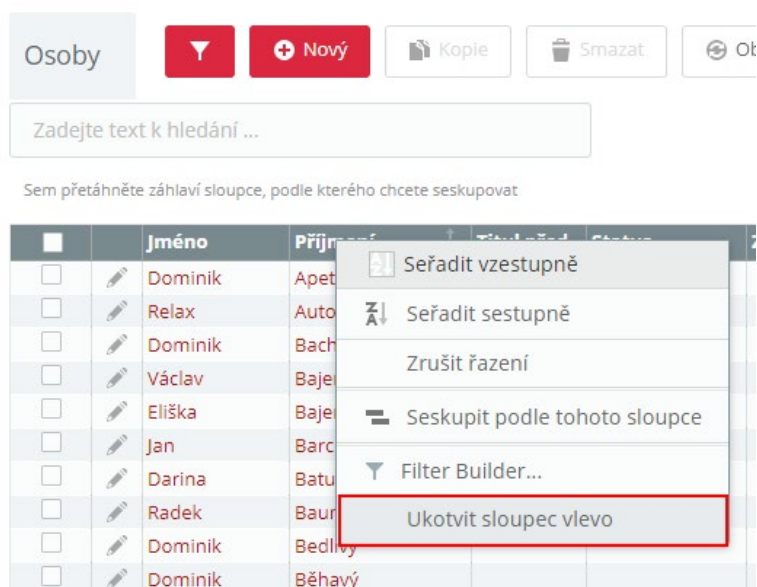 Osoby
Nový
Kopie
Smazat
Zadejte text k hledání ...
Sem přetáhněte záhlaví sloupce, podle kterého chcete seskupovat
Jméno
Dominik
Relax
Dominik
Václav
Eliška
Jan
Darina
Radek
Dominik Bedlivý
Dominik Běhavý
Seřadit vzestupně
Seřadit sestupně
Zrušit řazení
Seskupit podle tohoto sloupce
Filter Builder...
Ukotvit sloupec vlevo